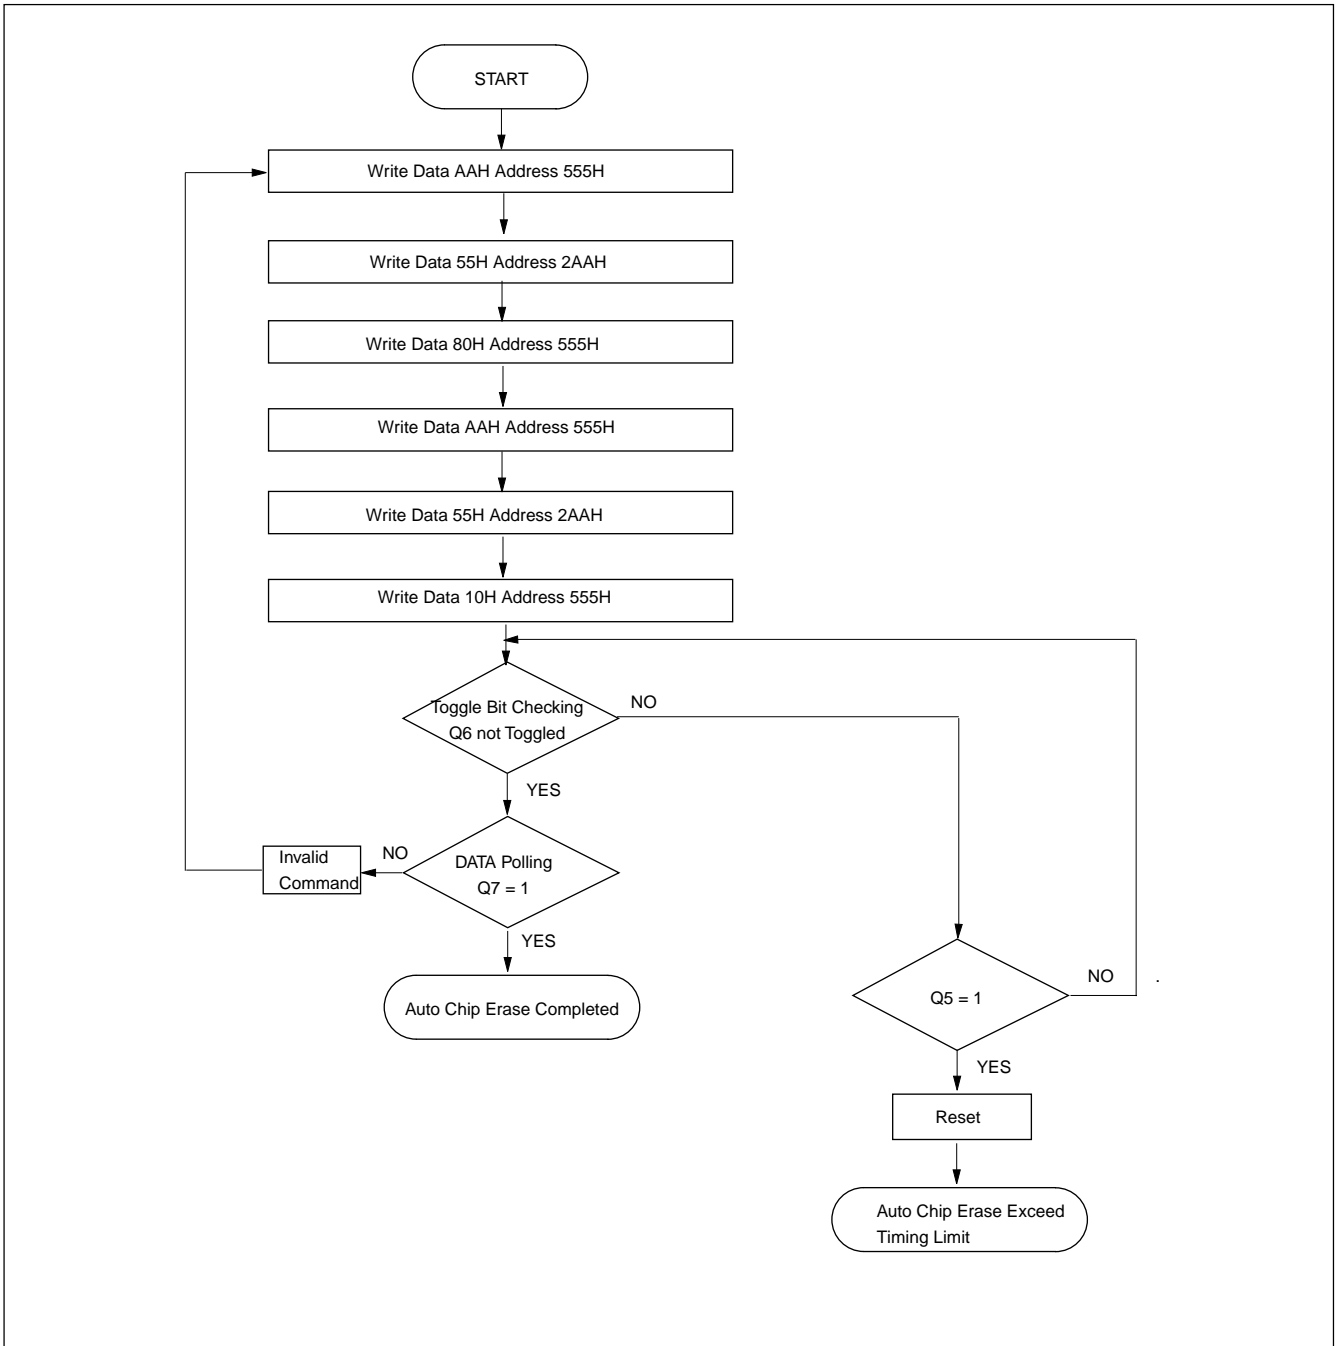 START
Write Data AAH Address 555H
Write Data 55H Address 2AAH
Write Data 80H Address 555H
Write Data AAH Address 555H
Write Data 55H Address 2AAH
Write Data 10H Address 555H
Toggle Bit Checking
Q6 not Toggled
NO
YES
Invalid
Command
NO
DATA Polling
Q7 = 1
YES
Auto Chip Erase Completed
Q5 = 1
NO
.
YES
Reset
Auto Chip Erase Exceed
Timing Limit